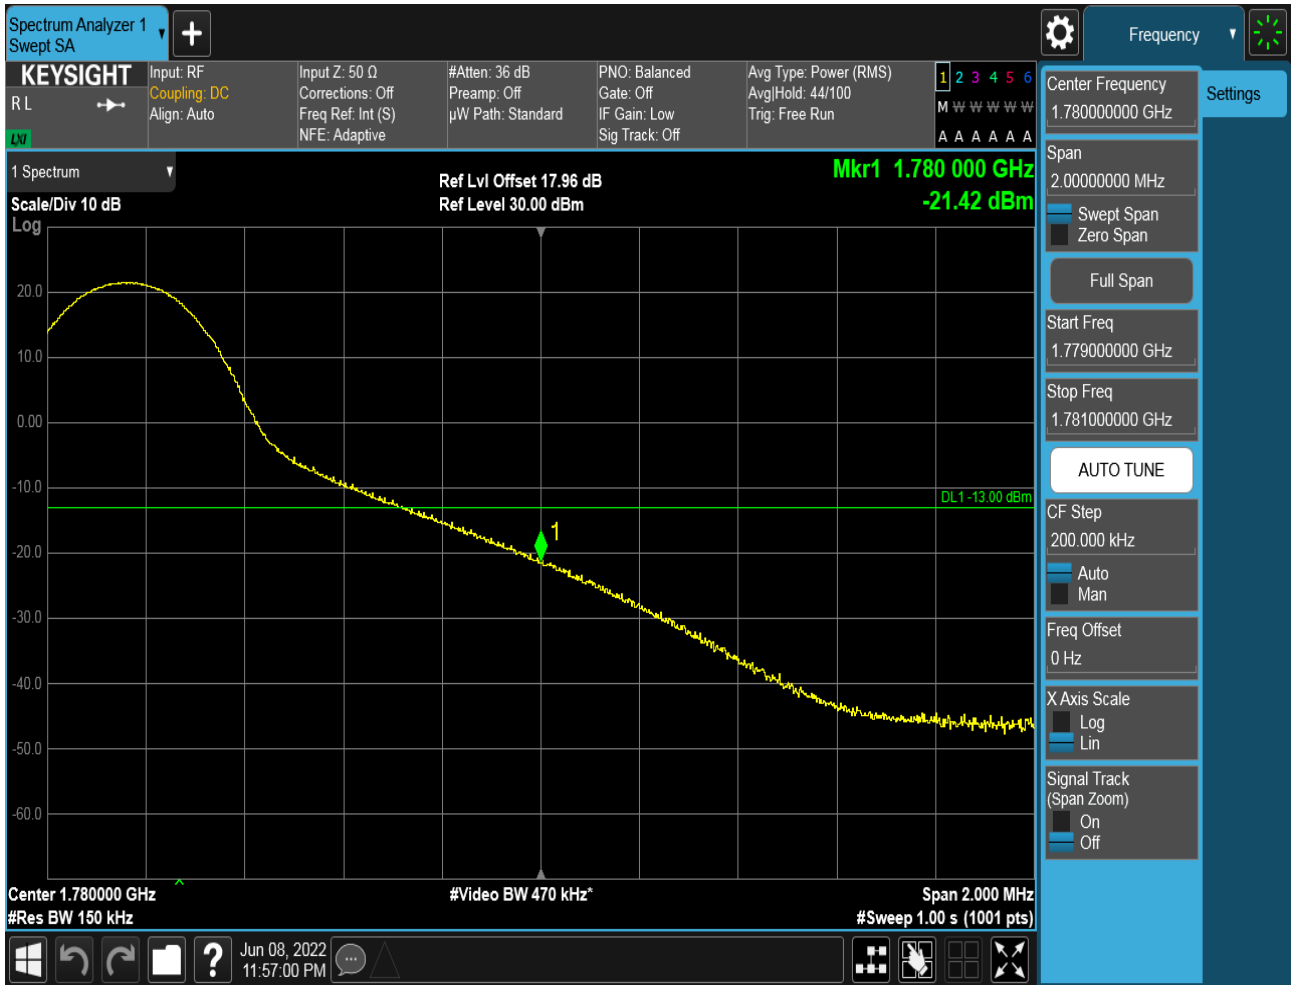 Spectrum Analyzer 1
Swept SA
Frequency
KEYSIGHT
R L
LXI
Input: RF
Coupling: DC
Align: Auto
Input Z: 50 Ω
Corrections: Off
Freq Ref: Int (S)
NFE: Adaptive
#Atten: 36 dB
Preamp: Off
µW Path: Standard
PNO: Balanced
Gate: Off
IF Gain: Low
Sig Track: Off
Avg Type: Power (RMS)
Avg|Hold: 44/100
Trig: Free Run
1 2 3 4 5 6
M W W W W W
A A A A A A
1 Spectrum
Scale/Div 10 dB
Log
Ref Lvl Offset 17.96 dB
Ref Level 30.00 dBm
Mkr1 1.780 000 GHz
-21.42 dBm
20.0
10.0
0.00
-10.0
-20.0
-30.0
-40.0
-50.0
-60.0
DL1 -13.00 dBm
1
Center 1.780000 GHz
#Res BW 150 kHz
#Video BW 470 kHz*
Span 2.000 MHz
#Sweep 1.00 s (1001 pts)
Jun 08, 2022
11:57:00 PM
?
Center Frequency
1.780000000 GHz
Settings
Span
2.00000000 MHz
Swept Span
Zero Span
Full Span
Start Freq
1.779000000 GHz
Stop Freq
1.781000000 GHz
AUTO TUNE
CF Step
200.000 kHz
Auto
Man
Freq Offset
0 Hz
X Axis Scale
Log
Lin
Signal Track
(Span Zoom)
On
Off